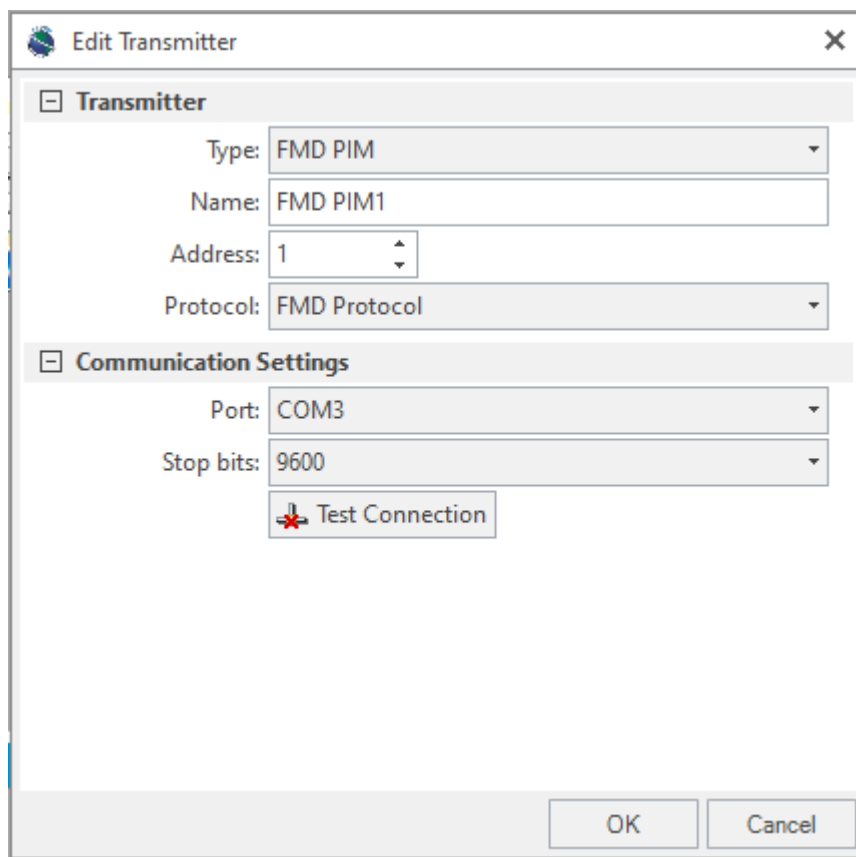 Edit Transmitter
Transmitter
Type: FMD PIM
Name: FMD PIM1
Address: 1
Protocol: FMD Protocol
Communication Settings
Port: COM3
Stop bits: 9600
Test Connection
OK Cancel